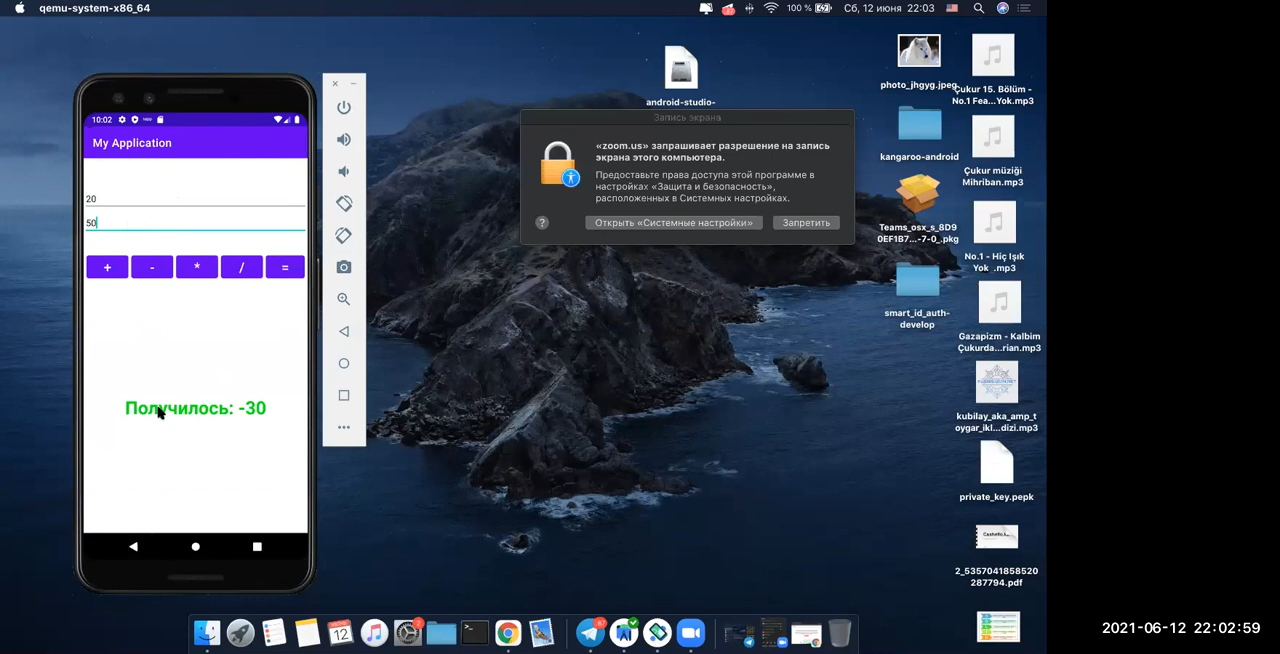 qemu-system-x86_64
100 %
Сб, 12 июня 22:03
10:02
My Application
20
50
+ - * / =
Получилось: -30
android-studio-
Запись экрана
«zoom.us» запрашивает разрешение на запись
экрана этого компьютера.
Предоставьте права доступа этой программе в
настройках «Защита и безопасность»,
расположенных в Системных настройках.
?
Открыть «Системные настройки»
Запретить
photo_jhgyg.jpeg
kangaroo-android
Teams_osx_s_8D9
0EF1B7...-7-0_.pkg
smart_id_auth-
develop
Çukur 15. Bölüm -
No.1 Fea...Yok.mp3
Çukur müziği
Mihriban.mp3
No.1 - Hiç Işık
Yok .mp3
Gazapizm - Kalbim
Çukurda...rian.mp3
kubilay_aka_amp_t
oygar_ikl...dizi.mp3
private_key.pepk
2_5357041858520
287794.pdf
12
2021-06-12 22:02:59